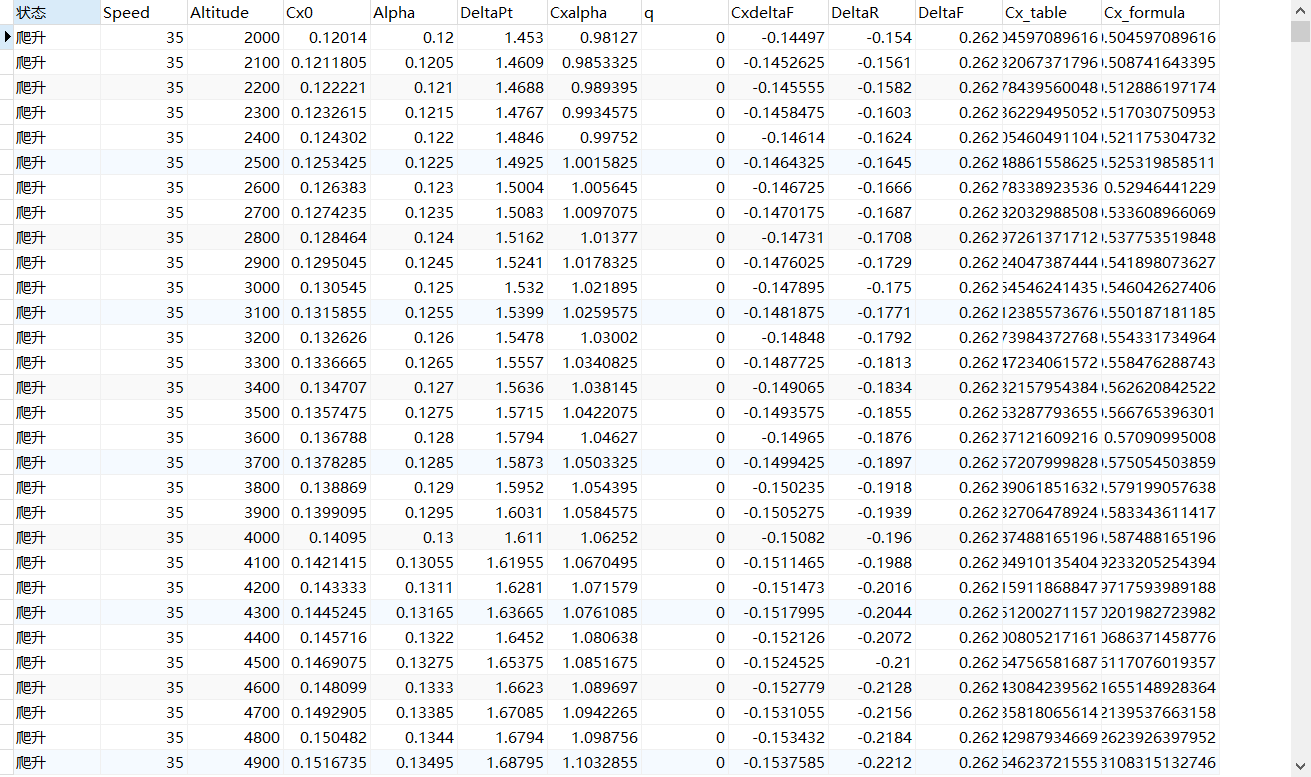 状态 Speed Altitude Cx0 Alpha DeltaPt Cxalpha q CxdeltaF DeltaR DeltaF Cx_table Cx_formula
爬升 35 2000 0.12014 0.12 1.453 0.98127 0 -0.14497 -0.154 0.262 04597089616 0.504597089616
爬升 35 2100 0.1211805 0.1205 1.4609 0.9853325 0 -0.1452625 -0.1561 0.262 32067371796 0.508741643395
爬升 35 2200 0.122221 0.121 1.4688 0.989395 0 -0.145555 -0.1582 0.262 78439560048 0.512886197174
爬升 35 2300 0.1232615 0.1215 1.4767 0.9934575 0 -0.1458475 -0.1603 0.262 36229495052 0.517030750953
爬升 35 2400 0.124302 0.122 1.4846 0.99752 0 -0.14614 -0.1624 0.262 05460491104 0.521175304732
爬升 35 2500 0.1253425 0.1225 1.4925 1.0015825 0 -0.1464325 -0.1645 0.262 48861558625 0.525319858511
爬升 35 2600 0.126383 0.123 1.5004 1.005645 0 -0.146725 -0.1666 0.262 78338923536 0.52946441229
爬升 35 2700 0.1274235 0.1235 1.5083 1.0097075 0 -0.1470175 -0.1687 0.262 32032988508 0.533608966069
爬升 35 2800 0.128464 0.124 1.5162 1.01377 0 -0.14731 -0.1708 0.262 97261371712 0.537753519848
爬升 35 2900 0.1295045 0.1245 1.5241 1.0178325 0 -0.1476025 -0.1729 0.262 24047387444 0.541898073627
爬升 35 3000 0.130545 0.125 1.532 1.021895 0 -0.147895 -0.175 0.262 54546241435 0.546042627406
爬升 35 3100 0.1315855 0.1255 1.5399 1.0259575 0 -0.1481875 -0.1771 0.262 12385573676 0.550187181185
爬升 35 3200 0.132626 0.126 1.5478 1.03002 0 -0.14848 -0.1792 0.262 73984372768 0.554331734964
爬升 35 3300 0.1336665 0.1265 1.5557 1.0340825 0 -0.1487725 -0.1813 0.262 47234061572 0.558476288743
爬升 35 3400 0.134707 0.127 1.5636 1.038145 0 -0.149065 -0.1834 0.262 32157954384 0.562620842522
爬升 35 3500 0.1357475 0.1275 1.5715 1.0422075 0 -0.1493575 -0.1855 0.262 53287793655 0.566765396301
爬升 35 3600 0.136788 0.128 1.5794 1.04627 0 -0.14965 -0.1876 0.262 37121609216 0.57090995008
爬升 35 3700 0.1378285 0.1285 1.5873 1.0503325 0 -0.1499425 -0.1897 0.262 57207999828 0.575054503859
爬升 35 3800 0.138869 0.129 1.5952 1.054395 0 -0.150235 -0.1918 0.262 39061851632 0.579199057638
爬升 35 3900 0.1399095 0.1295 1.6031 1.0584575 0 -0.1505275 -0.1939 0.262 32706478924 0.583343611417
爬升 35 4000 0.14095 0.13 1.611 1.06252 0 -0.15082 -0.196 0.262 37488165196 0.587488165196
爬升 35 4100 0.1421415 0.13055 1.61955 1.0670495 0 -0.1511465 -0.1988 0.262 94910135404 9233205254394
爬升 35 4200 0.143333 0.1311 1.6281 1.071579 0 -0.151473 -0.2016 0.262 15911868847 9717593989188
爬升 35 4300 0.1445245 0.13165 1.63665 1.0761085 0 -0.1517995 -0.2044 0.262 51200271157 0201982723982
爬升 35 4400 0.145716 0.1322 1.6452 1.080638 0 -0.152126 -0.2072 0.262 00805217161 0686371458776
爬升 35 4500 0.1469075 0.13275 1.65375 1.0851675 0 -0.1524525 -0.21 0.262 54756581687 5117076019357
爬升 35 4600 0.148099 0.1333 1.6623 1.089697 0 -0.152779 -0.2128 0.262 43084239562 1655148928364
爬升 35 4700 0.1492905 0.13385 1.67085 1.0942265 0 -0.1531055 -0.2156 0.262 35818065614 2139537663158
爬升 35 4800 0.150482 0.1344 1.6794 1.098756 0 -0.153432 -0.2184 0.262 42987934669 2623926397952
爬升 35 4900 0.1516735 0.13495 1.68795 1.1032855 0 -0.1537585 -0.2212 0.262 54623721555 3108315132746